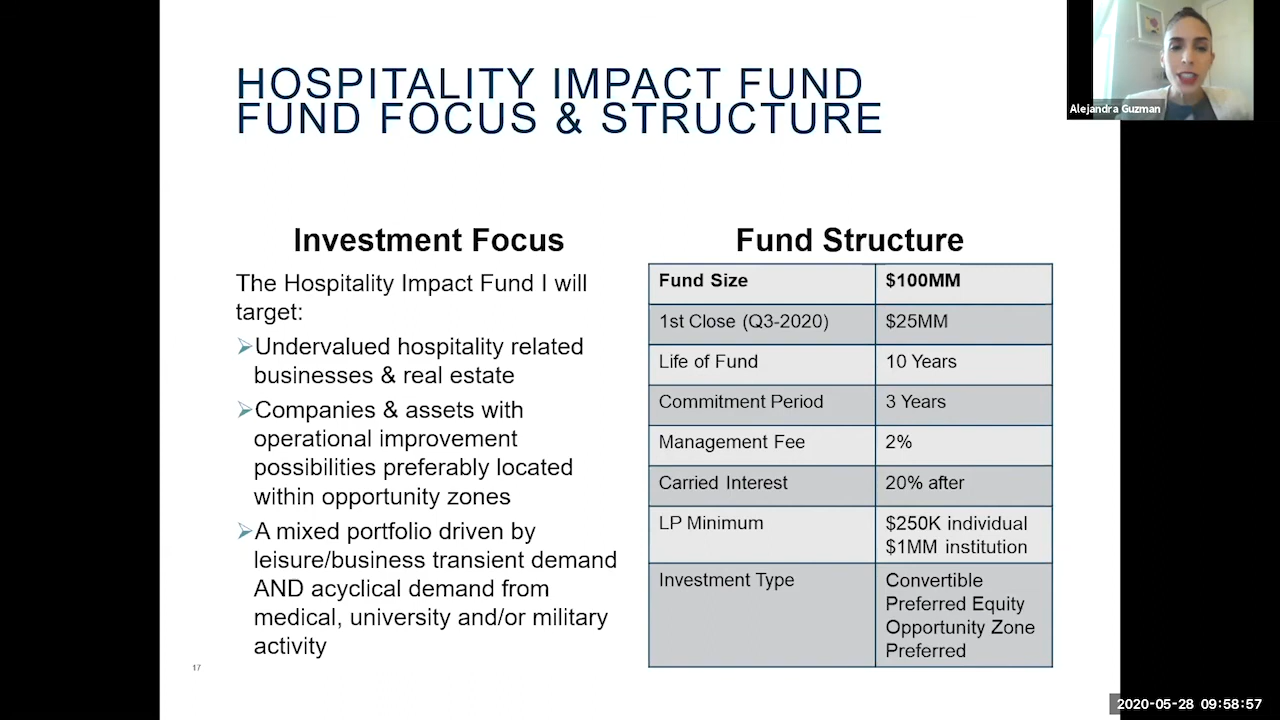 HOSPITALITY IMPACT FUND
FUND FOCUS & STRUCTURE
Alejandra Guzman
Investment Focus
The Hospitality Impact Fund I will
target:
➢Undervalued hospitality related
businesses & real estate
➢Companies & assets with
operational improvement
possibilities preferably located
within opportunity zones
➢A mixed portfolio driven by
leisure/business transient demand
AND acyclical demand from
medical, university and/or military
activity
Fund Structure
Fund Size $100MM
1st Close (Q3-2020) $25MM
Life of Fund 10 Years
Commitment Period 3 Years
Management Fee 2%
Carried Interest 20% after
LP Minimum $250K individual
$1MM institution
Investment Type Convertible
Preferred Equity
Opportunity Zone
Preferred
17
2020-05-28 09:58:57